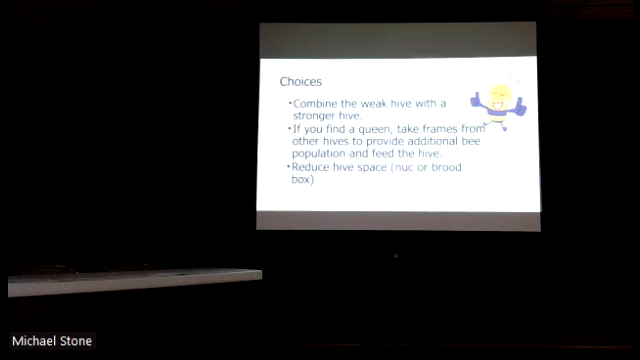 Choices
•Combine the weak hive with a
stronger hive.
•If you find a queen, take frames from
other hives to provide additional bee
population and feed the hive.
•Reduce hive space (nuc or brood
box)
Michael Stone